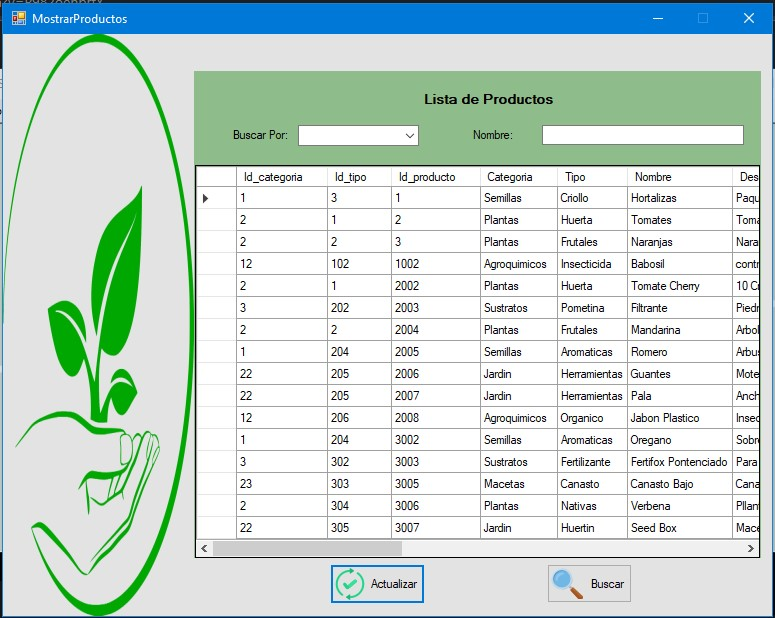 MostrarProductos
Lista de Productos
Buscar Por: Nombre:
Id_categoria Id_tipo Id_producto Categoria Tipo Nombre Des
1 3 1 Semillas Criollo Hortalizas Paqu
2 1 2 Plantas Huerta Tomates Toma
2 2 3 Plantas Frutales Naranjas Nara
12 102 1002 Agroquimicos Insecticida Babosil contr
2 1 2002 Plantas Huerta Tomate Cherry 10 Cr
3 202 2003 Sustratos Pometina Filtrante Piedr
2 2 2004 Plantas Frutales Mandarina Arbol
1 204 2005 Semillas Aromaticas Romero Arbus
22 205 2006 Jardin Herramientas Guantes Mote
22 205 2007 Jardin Herramientas Pala Anch
12 206 2008 Agroquimicos Organico Jabon Plastico Insec
1 204 3002 Semillas Aromaticas Oregano Sobre
3 302 3003 Sustratos Fertilizante Fertifox Pontenciado Para
23 303 3005 Macetas Canasto Canasto Bajo Cana
2 304 3006 Plantas Nativas Verbena Pllan
22 305 3007 Jardin Huertin Seed Box Mace
Actualizar Buscar